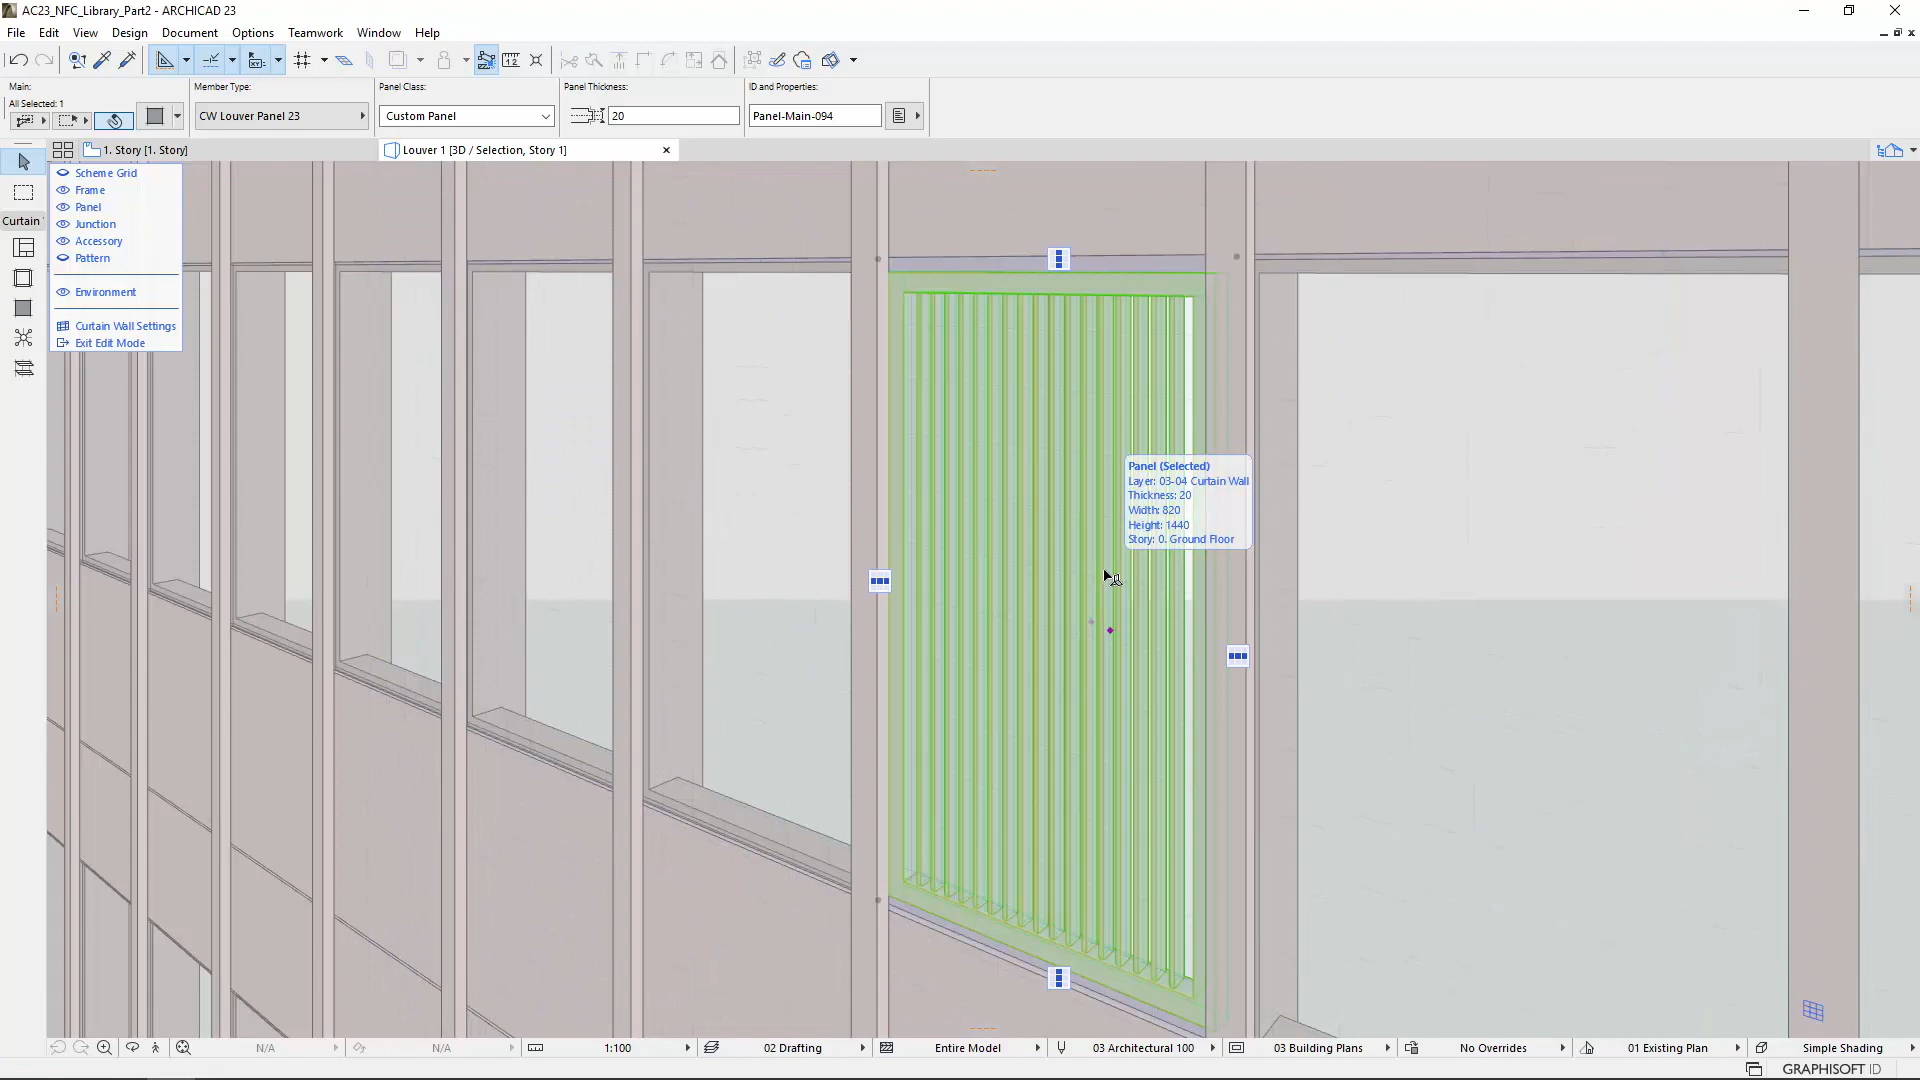 AC23_NFC_Library_Part2 - ARCHICAD 23
File Edit View Design Document Options Teamwork Window Help
Main: Member Type: Panel Class: Panel Thickness: ID and Properties:
All Selected: 1
CW Louver Panel 23 Custom Panel 20 Panel-Main-094
1. Story [1. Story] Louver 1 [3D / Selection, Story 1]
Scheme Grid
Frame
Panel
Curtain
Junction
Accessory
Pattern
Environment
Curtain Wall Settings
Exit Edit Mode
Panel (Selected)
Layer: 03-04 Curtain Wall
Thickness: 20
Width: 820
Height: 1440
Story: 0. Ground Floor
N/A N/A 1:100 02 Drafting Entire Model 03 Architectural 100 03 Building Plans No Overrides 01 Existing Plan Simple Shading
GRAPHISOFT ID